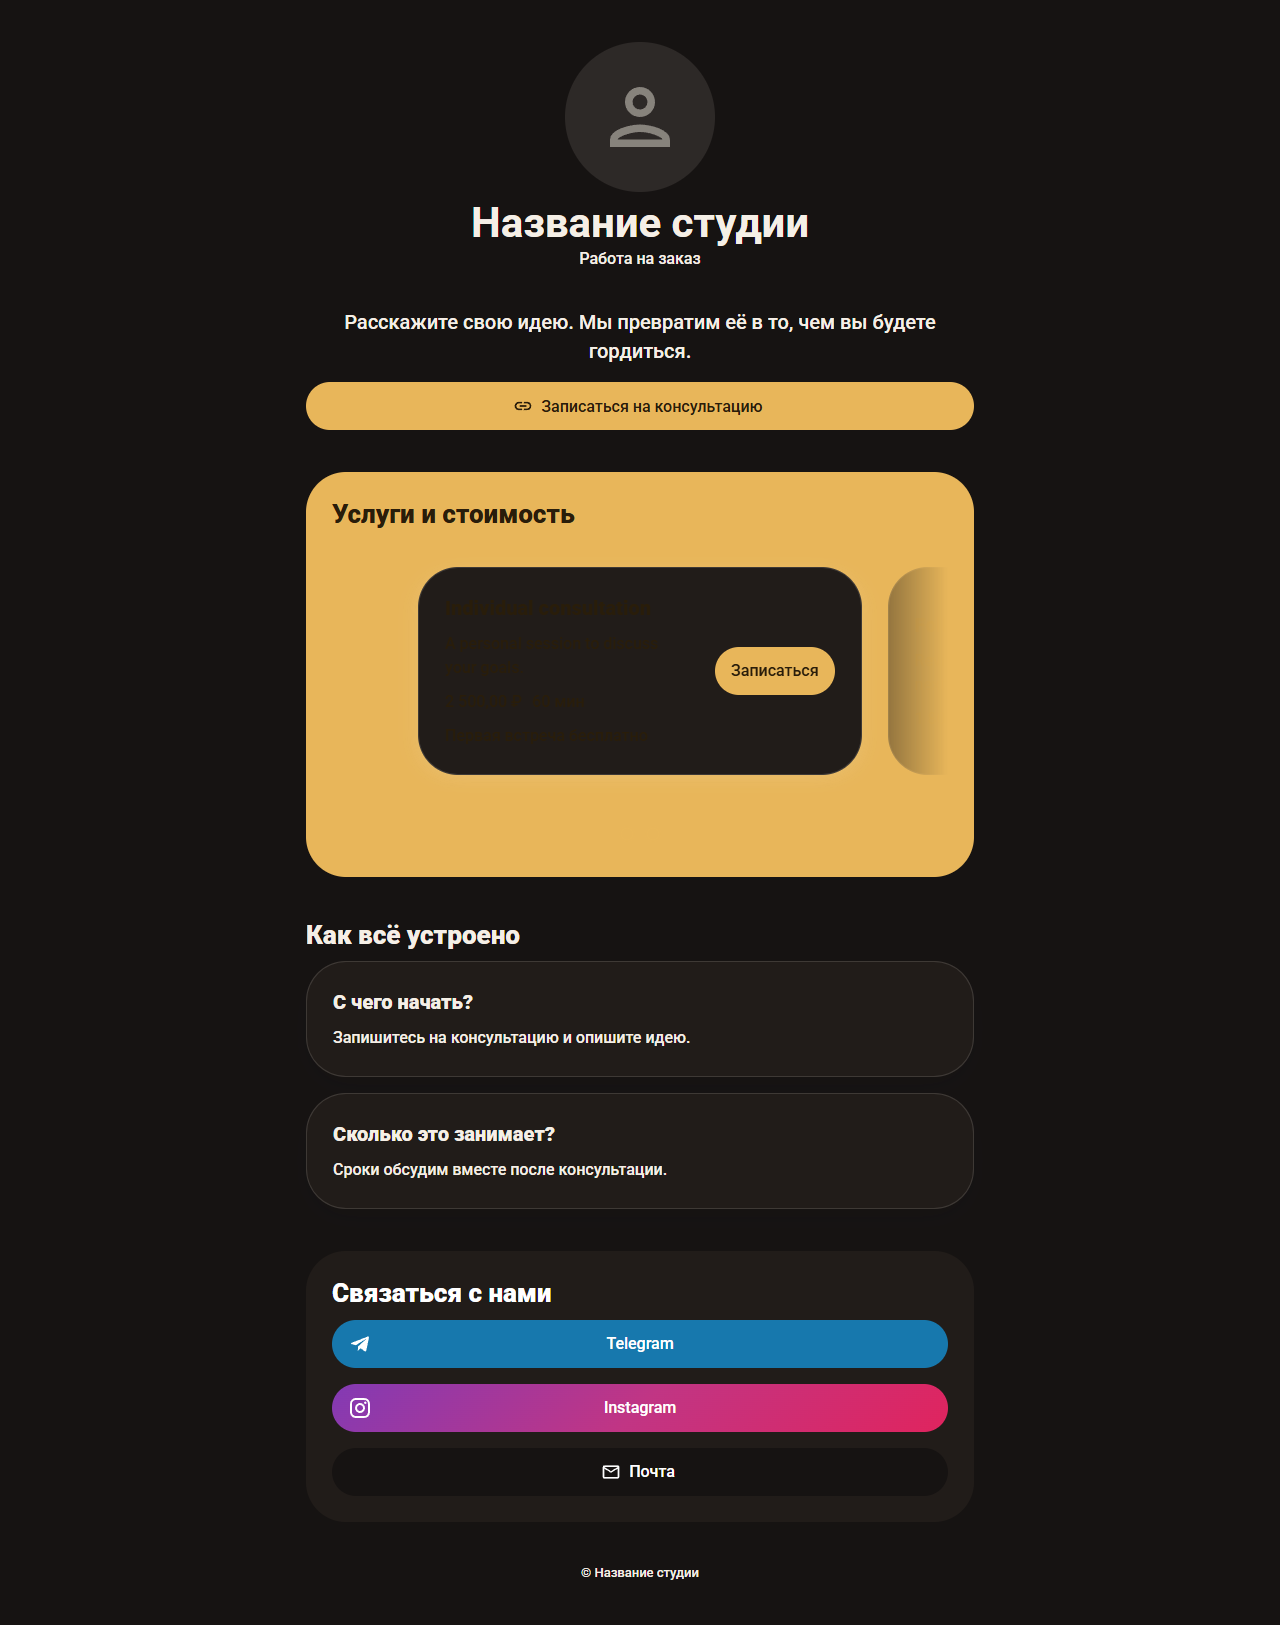 Название студии
Работа на заказ
Расскажите свою идею. Мы превратим её в то, чем вы будете
гордиться.
Записаться на консультацию
Услуги и стоимость
Записаться
Как всё устроено
С чего начать?
Запишитесь на консультацию и опишите идею.
Сколько это занимает?
Сроки обсудим вместе после консультации.
Связаться с нами
Telegram
Instagram
Почта
© Название студии